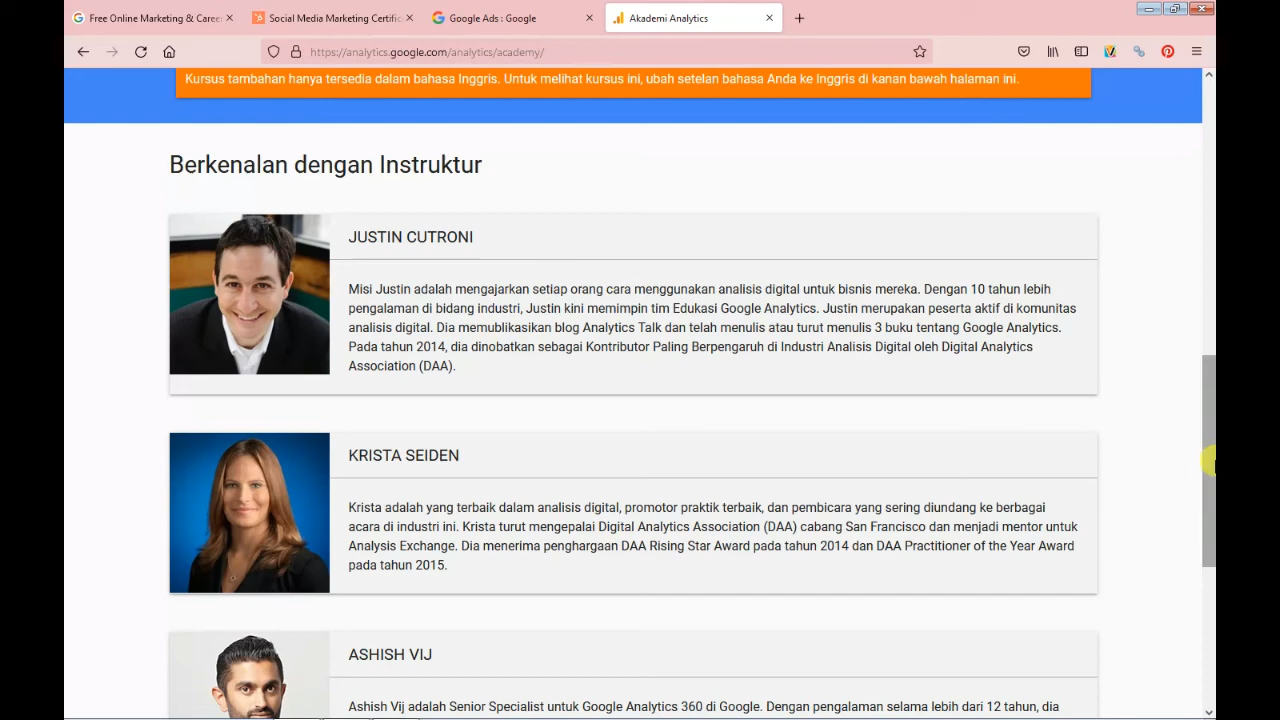 Free Online Marketing & Caree
Social Media Marketing Certific
Google Ads : Google
Akademi Analytics
https://analytics.google.com/analytics/academy/
Kursus tambahan hanya tersedia dalam bahasa Inggris. Untuk melihat kursus ini, ubah setelan bahasa Anda ke Inggris di kanan bawah halaman ini.
Berkenalan dengan Instruktur
JUSTIN CUTRONI
Misi Justin adalah mengajarkan setiap orang cara menggunakan analisis digital untuk bisnis mereka. Dengan 10 tahun lebih
pengalaman di bidang industri, Justin kini memimpin tim Edukasi Google Analytics. Justin merupakan peserta aktif di komunitas
analisis digital. Dia memublikasikan blog Analytics Talk dan telah menulis atau turut menulis 3 buku tentang Google Analytics.
Pada tahun 2014, dia dinobatkan sebagai Kontributor Paling Berpengaruh di Industri Analisis Digital oleh Digital Analytics
Association (DAA).
KRISTA SEIDEN
Krista adalah yang terbaik dalam analisis digital, promotor praktik terbaik, dan pembicara yang sering diundang ke berbagai
acara di industri ini. Krista turut mengepalai Digital Analytics Association (DAA) cabang San Francisco dan menjadi mentor untuk
Analysis Exchange. Dia menerima penghargaan DAA Rising Star Award pada tahun 2014 dan DAA Practitioner of the Year Award
pada tahun 2015.
ASHISH VIJ
Ashish Vij adalah Senior Specialist untuk Google Analytics 360 di Google. Dengan pengalaman selama lebih dari 12 tahun, dia